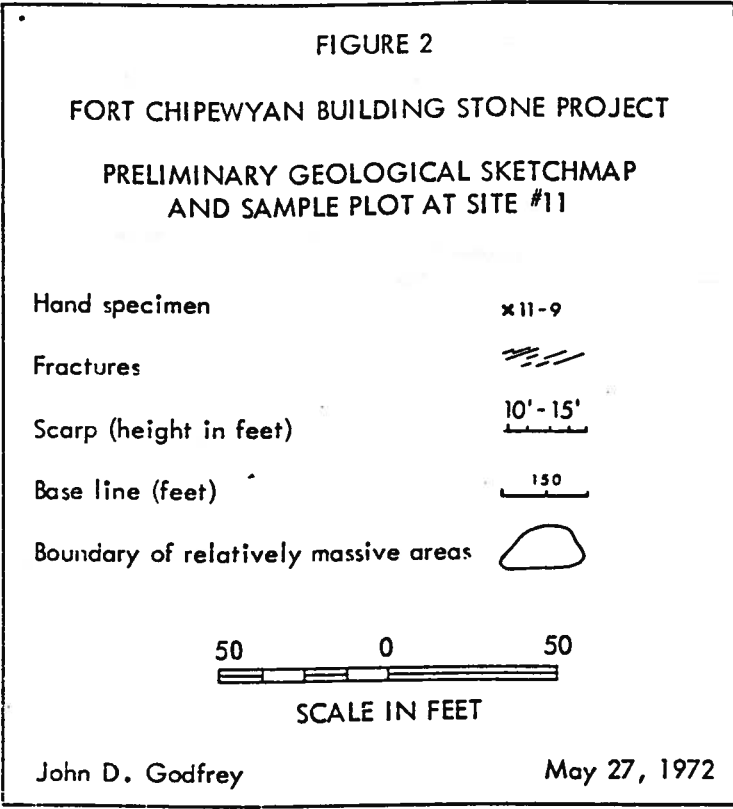 FIGURE 2
FORT CHIPEWYAN BUILDING STONE PROJECT
PRELIMINARY GEOLOGICAL SKETCHMAP
AND SAMPLE PLOT AT SITE #11
Hand specimen x 11-9
Fractures
Scarp (height in feet) 10'-15'
Base line (feet) 150
Boundary of relatively massive areas
50 0 50
SCALE IN FEET
John D. Godfrey May 27, 1972